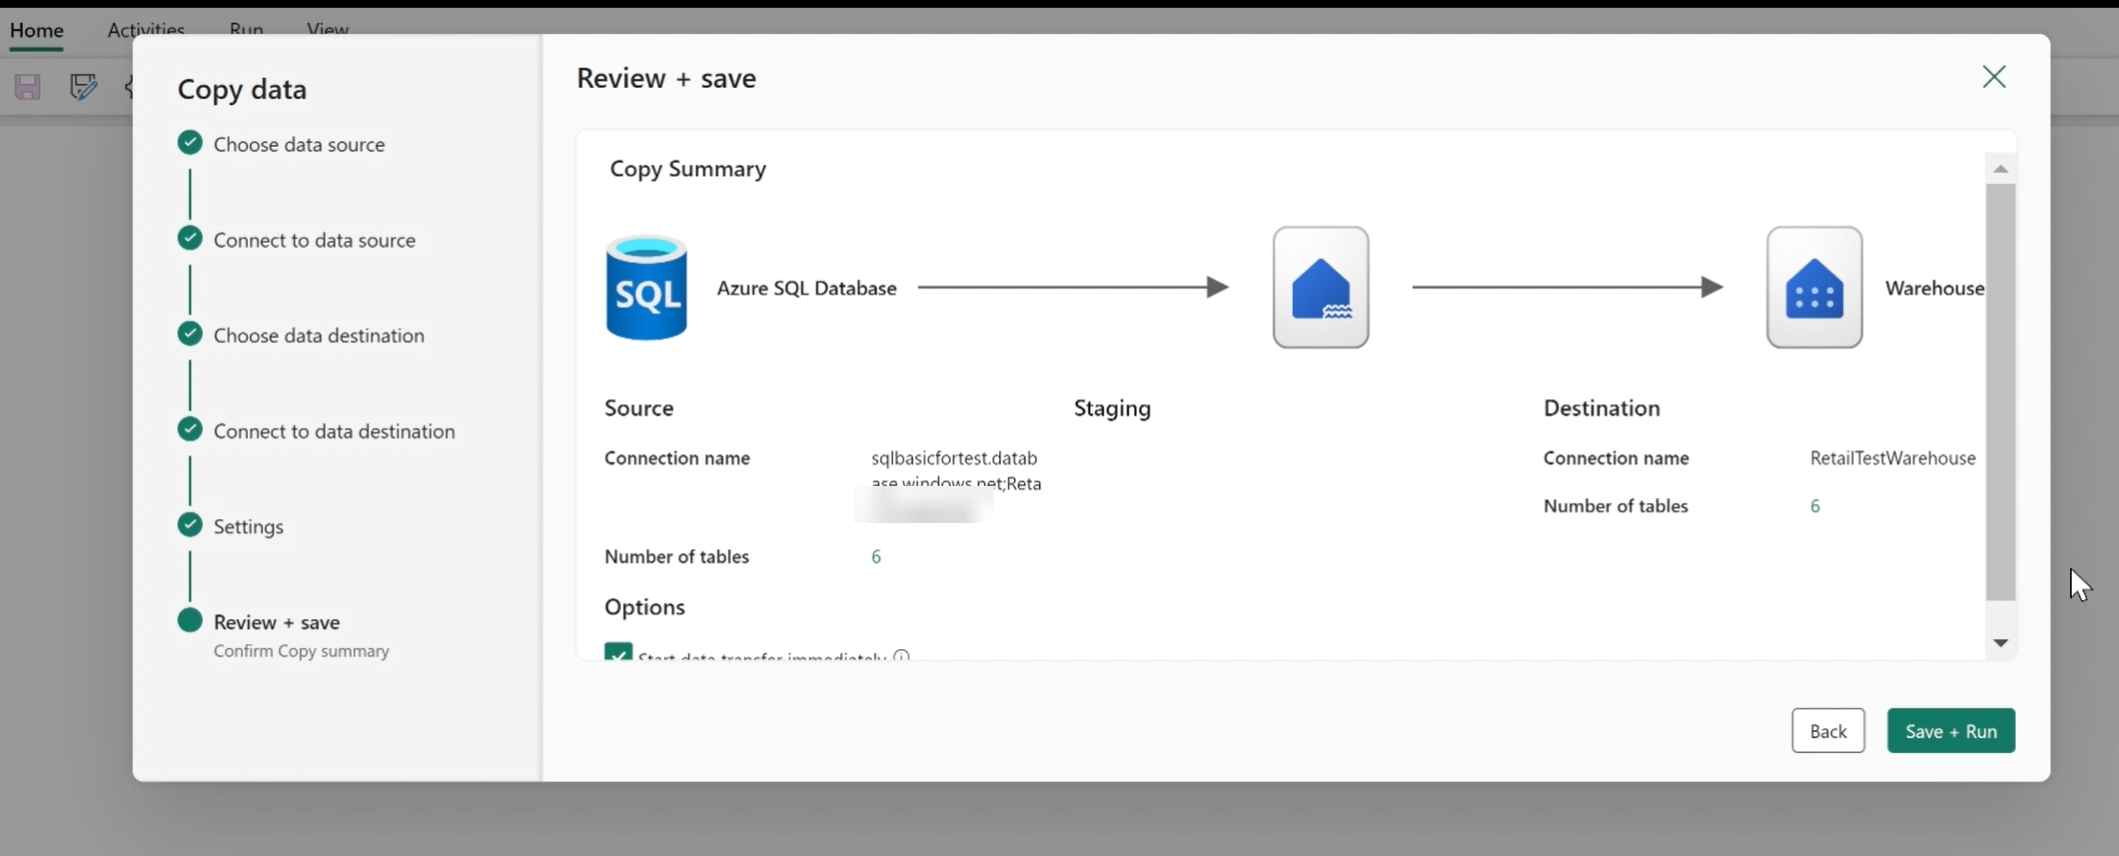 Home Activities Run View
Copy data
Choose data source
Connect to data source
Choose data destination
Connect to data destination
Settings
Review + save
Confirm Copy summary
Review + save
Copy Summary
SQL
Azure SQL Database
Warehouse
Source
Connection name
sqlbasicfortest.datab
ase.windows.net;Reta
Number of tables 6
Staging
Destination
Connection name RetailTestWarehouse
Number of tables 6
Options
Start data transfer immediately
Back
Save + Run